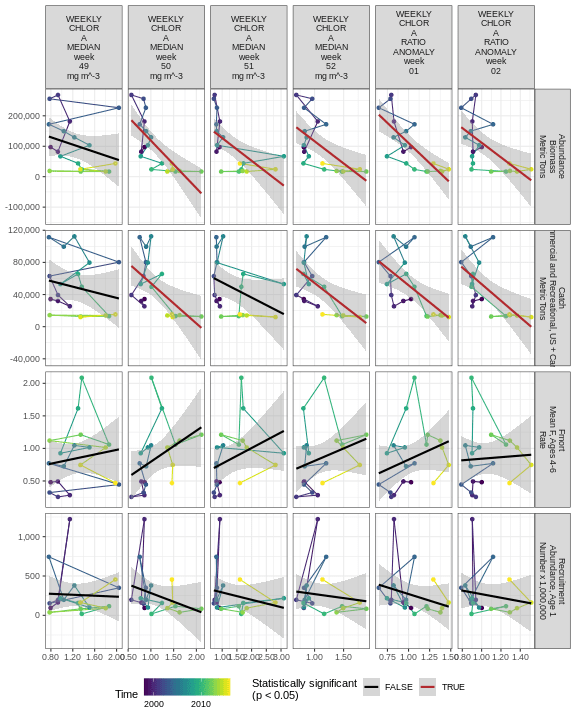 WEEKLY
CHLOR
A
MEDIAN
week
49
mg m^-3
WEEKLY
CHLOR
A
MEDIAN
week
50
mg m^-3
WEEKLY
CHLOR
A
MEDIAN
week
51
mg m^-3
WEEKLY
CHLOR
A
MEDIAN
week
52
mg m^-3
WEEKLY
CHLOR
A
RATIO
ANOMALY
week
01
WEEKLY
CHLOR
A
RATIO
ANOMALY
week
02
200,000
100,000
0
-100,000
Abundance
Biomass
Metric Tons
120,000
80,000
40,000
0
-40,000
Catch
mmercial and Recreational, US + Ca
Metric Tons
2.00
1.50
1.00
0.50
Fmort
Mean F, Ages 4-6
Rate
1,000
500
0
Recruitment
Abundance, Age 1
Number x 1,000,000
0.80 1.20 1.60 2.00
0.50 1.00 1.50 2.00
1.00 1.50 2.00 2.50 3.00
1.00 1.50
0.75 1.00 1.25 1.50
0.80 1.00 1.20 1.40
Time
2000 2010
Statistically significant
(p < 0.05)
FALSE
TRUE